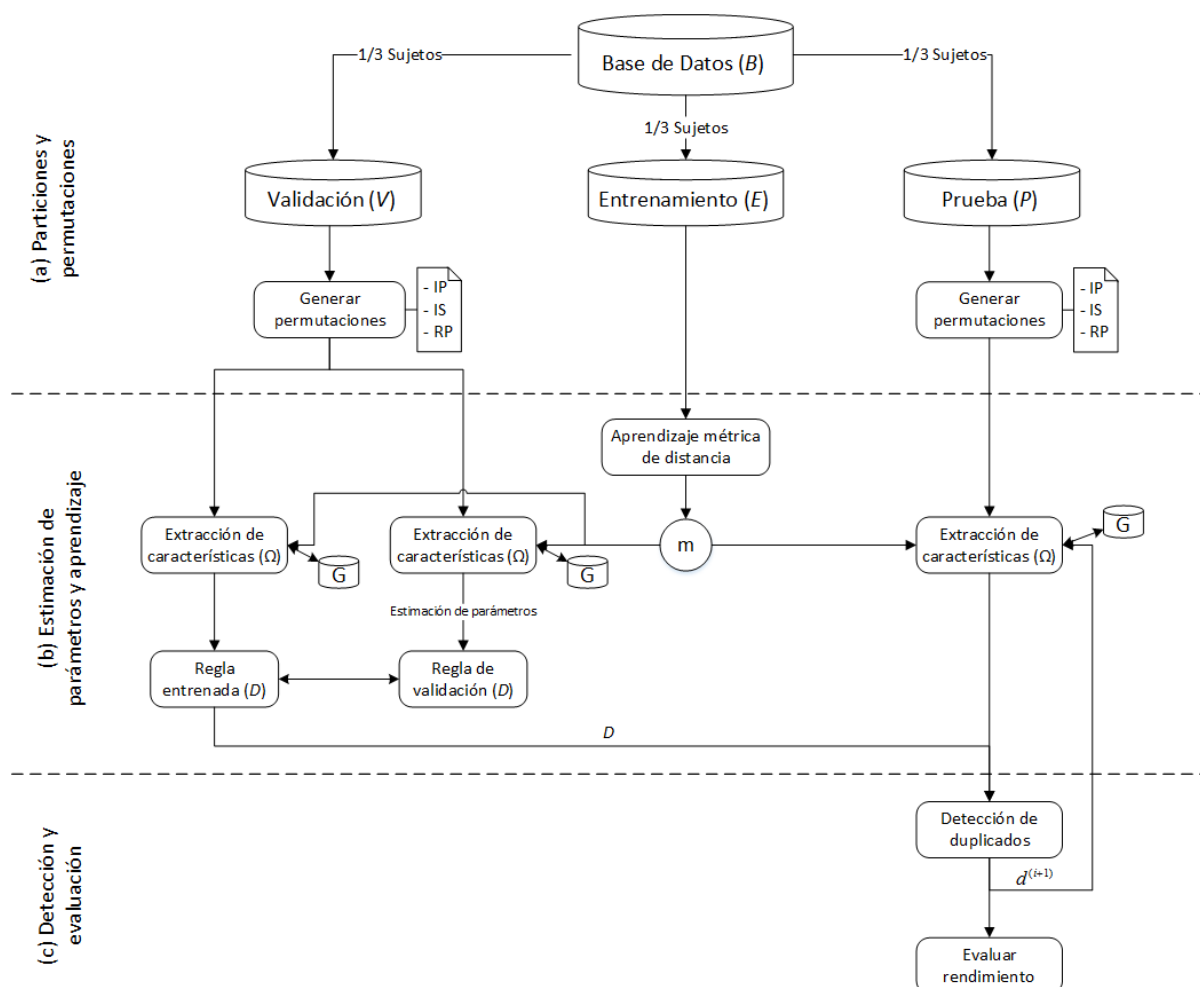 Base de Datos (B)
1/3 Sujetos
1/3 Sujetos
1/3 Sujetos
(a) Particiones y
permutaciones
Validación (V)
Entrenamiento (E)
Prueba (P)
Generar
permutaciones
- IP
- IS
- RP
Generar
permutaciones
- IP
- IS
- RP
(b) Estimación de
parámetros y aprendizaje
Aprendizaje métrica
de distancia
Extracción de
características (Ω)
G
Extracción de
características (Ω)
G
m
Extracción de
características (Ω)
G
Estimación de parámetros
Regla
entrenada (D)
Regla de
validación (D)
D
(c) Detección y
evaluación
Detección de
duplicados
d^(i+1)
Evaluar
rendimiento